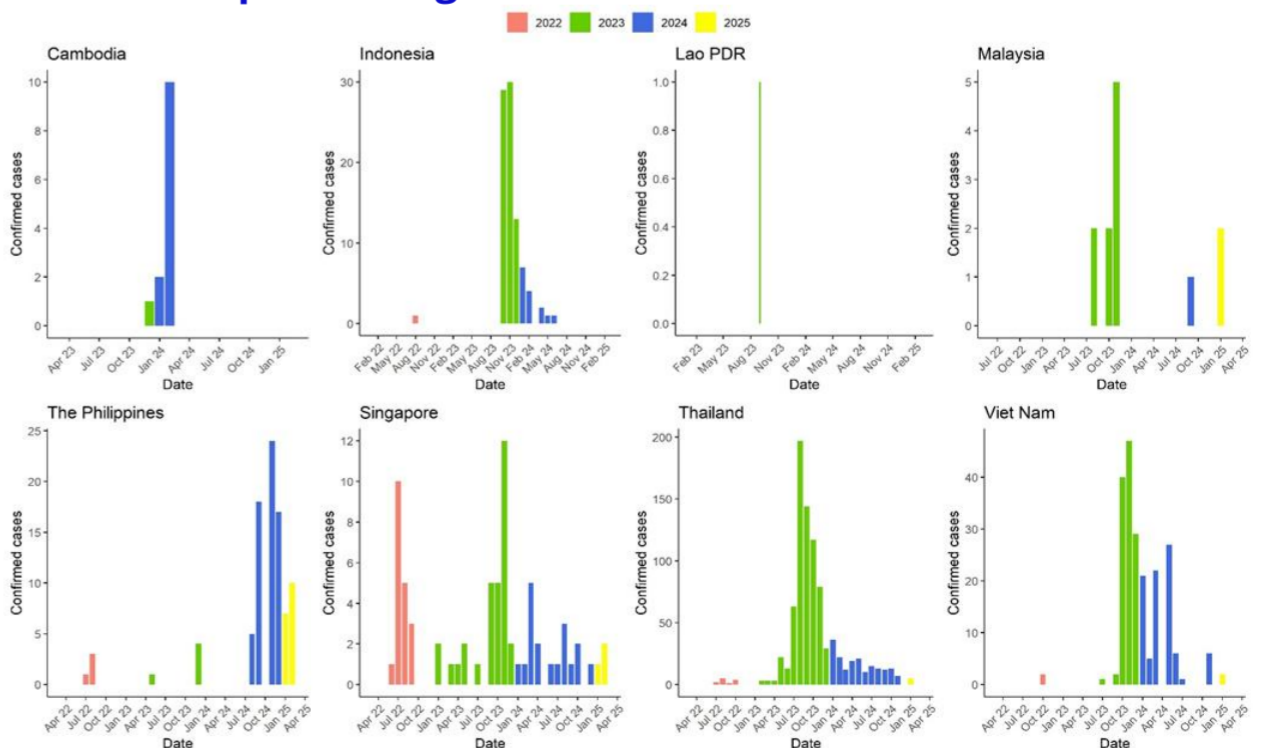 2022 2023 2024 2025
Cambodia
Confirmed cases
10
8
6
4
2
0
Apr 23 Jul 23 Oct 23 Jan 24 Apr 24 Jul 24 Oct 24 Jan 25
Date
Indonesia
Confirmed cases
30
20
10
0
Feb 22 May 22 Aug 22 Nov 22 Feb 23 May 23 Aug 23 Nov 23 Feb 24 May 24 Aug 24 Nov 24 Feb 25
Date
Lao PDR
Confirmed cases
1.0
0.8
0.6
0.4
0.2
0.0
Feb 23 May 23 Aug 23 Nov 23 Feb 24 May 24 Aug 24 Nov 24 Feb 25
Date
Malaysia
Confirmed cases
5
4
3
2
1
0
Jul 22 Oct 22 Jan 23 Apr 23 Jul 23 Oct 23 Jan 24 Apr 24 Jul 24 Oct 24 Jan 25 Apr 25
Date
The Philippines
Confirmed cases
25
20
15
10
5
0
Apr 22 Jul 22 Oct 22 Jan 23 Apr 23 Jul 23 Oct 23 Jan 24 Apr 24 Jul 24 Oct 24 Jan 25 Apr 25
Date
Singapore
Confirmed cases
12
10
8
6
4
2
0
Apr 22 Jul 22 Oct 22 Jan 23 Apr 23 Jul 23 Oct 23 Jan 24 Apr 24 Jul 24 Oct 24 Jan 25 Apr 25
Date
Thailand
Confirmed cases
200
150
100
50
0
Apr 22 Jul 22 Oct 22 Jan 23 Apr 23 Jul 23 Oct 23 Jan 24 Apr 24 Jul 24 Oct 24 Jan 25 Apr 25
Date
Viet Nam
Confirmed cases
40
30
20
10
0
Apr 22 Jul 22 Oct 22 Jan 23 Apr 23 Jul 23 Oct 23 Jan 24 Apr 24 Jul 24 Oct 24 Jan 25 Apr 25
Date